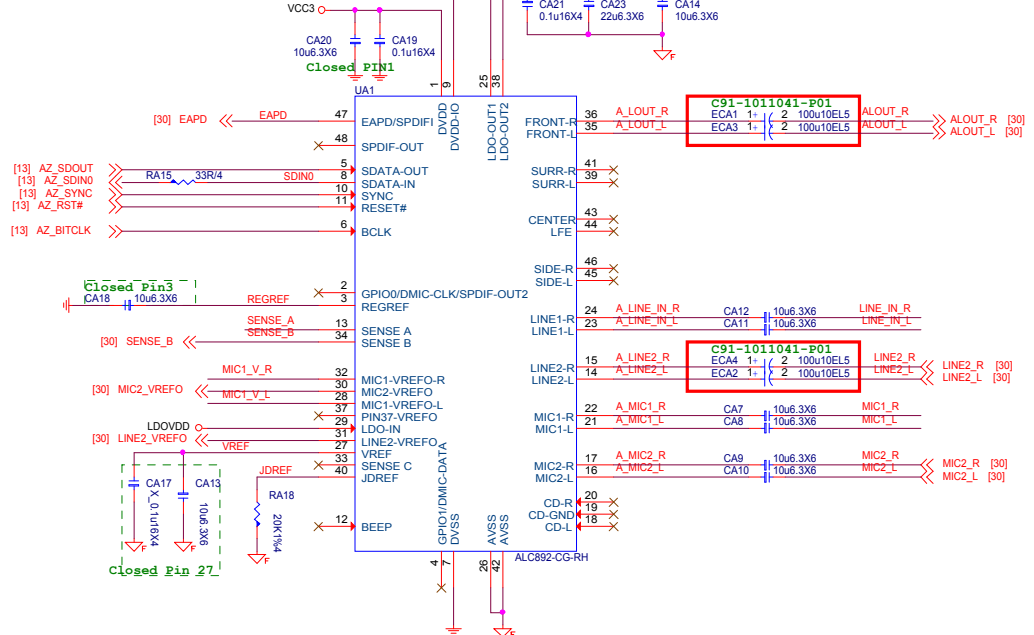 VCC3
CA20
10u6.3X6
CA19
0.1u16X4
Closed PIN1
CA21
0.1u16X4
CA23
22u6.3X6
CA14
10u6.3X6
F
1
9
25
38
UA1
DVDD
DVDD-IO
LDO-OUT1
LDO-OUT2
[30] EAPD
EAPD
47
EAPD/SPDIFI
48
SPDIF-OUT
[13] AZ_SDOUT
5
SDATA-OUT
[13] AZ_SDIN0
RA15
33R/4
SDIN0
8
SDATA-IN
[13] AZ_SYNC
10
SYNC
[13] AZ_RST#
11
RESET#
[13] AZ_BITCLK
6
BCLK
2
GPIO0/DMIC-CLK/SPDIF-OUT2
Closed Pin3
CA18
10u6.3X6
REGREF
3
REGREF
SENSE_A
13
SENSE A
[30] SENSE_B
SENSE_B
34
SENSE B
MIC1_V_R
32
MIC1-VREFO-R
[30] MIC2_VREFO
30
MIC2-VREFO
MIC1_V_L
28
MIC1-VREFO-L
37
PIN37-VREFO
LDOVDD
29
LDO-IN
[30] LINE2_VREFO
31
LINE2-VREFO
VREF
27
VREF
33
SENSE C
JDREF
40
JDREF
CA17
X_0.1u16X4
CA13
10u6.3X6
F
F
Closed Pin 27
RA18
20K1%4
F
12
BEEP
GPIO1/DMIC-DATA
DVSS
AVSS
AVSS
4
7
26
42
F
ALC892-CG-RH
C91-1011041-P01
FRONT-R
36
A_LOUT_R
ECA1
1
+
2
100u10EL5
ALOUT_R
ALOUT_R [30]
FRONT-L
35
A_LOUT_L
ECA3
1
+
2
100u10EL5
ALOUT_L
ALOUT_L [30]
SURR-R
41
SURR-L
39
CENTER
43
LFE
44
SIDE-R
46
SIDE-L
45
LINE1-R
24
A_LINE_IN_R
CA12
10u6.3X6
LINE_IN_R
LINE1-L
23
A_LINE_IN_L
CA11
10u6.3X6
LINE_IN_L
C91-1011041-P01
LINE2-R
15
A_LINE2_R
ECA4
1
+
2
100u10EL5
LINE2_R
LINE2_R [30]
LINE2-L
14
A_LINE2_L
ECA2
1
+
2
100u10EL5
LINE2_L
LINE2_L [30]
MIC1-R
22
A_MIC1_R
CA7
10u6.3X6
MIC1_R
MIC1-L
21
A_MIC1_L
CA8
10u6.3X6
MIC1_L
MIC2-R
17
A_MIC2_R
CA9
10u6.3X6
MIC2_R
MIC2_R [30]
MIC2-L
16
A_MIC2_L
CA10
10u6.3X6
MIC2_L
MIC2_L [30]
CD-R
20
CD-GND
19
CD-L
18